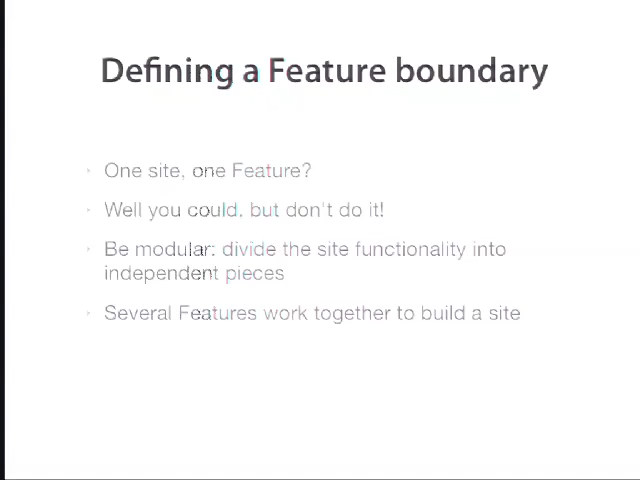 Defining a Feature boundary
One site, one Feature?
Well you could, but don't do it!
Be modular: divide the site functionality into
independent pieces
Several Features work together to build a site